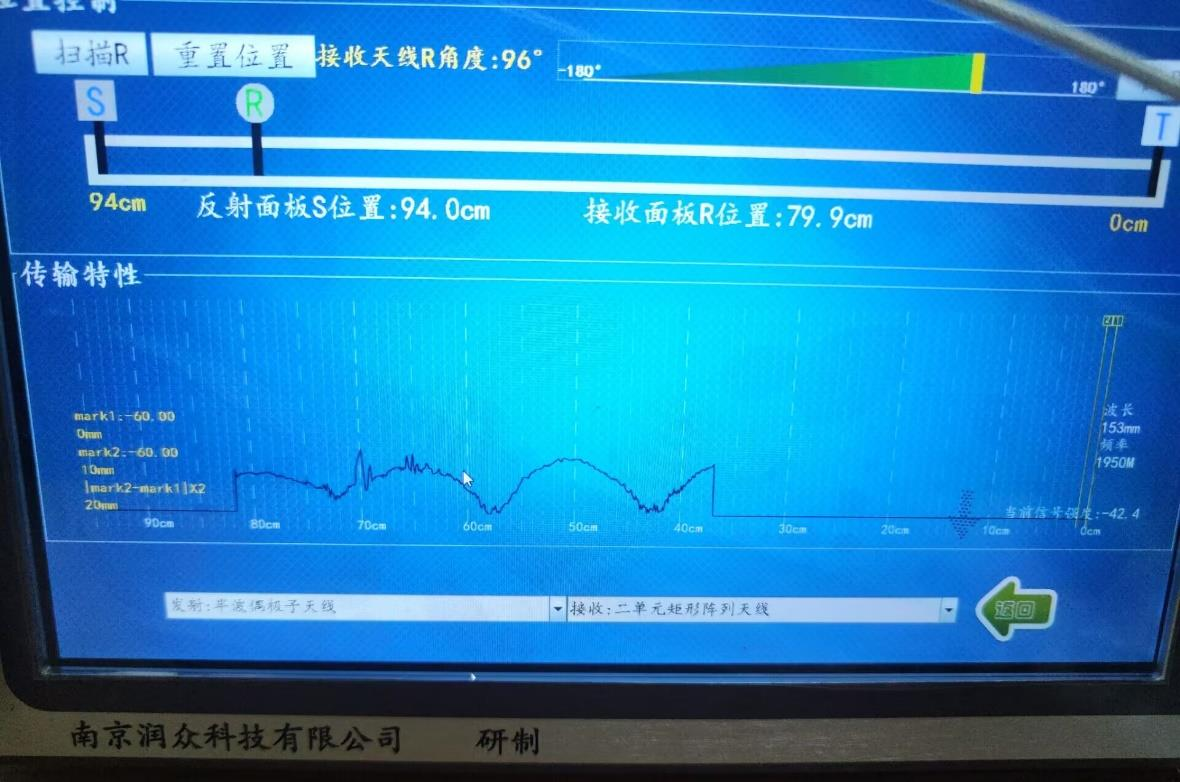 位置控制
扫描R
重置位置
接收天线R角度:96°
-180°
180°
S
R
T
94cm
反射面板S位置:94.0cm
接收面板R位置:79.9cm
0cm
传输特性
mark1:-60.00
0mm
mark2:-60.00
10mm
|mark2-mark1|X2
20mm
波长
153mm
频率
1950M
当前信号强度:-42.4
90cm
80cm
70cm
60cm
50cm
40cm
30cm
20cm
10cm
0cm
发射:半波偶极子天线
接收:二单元矩形阵列天线
返回
南京润众科技有限公司 研制